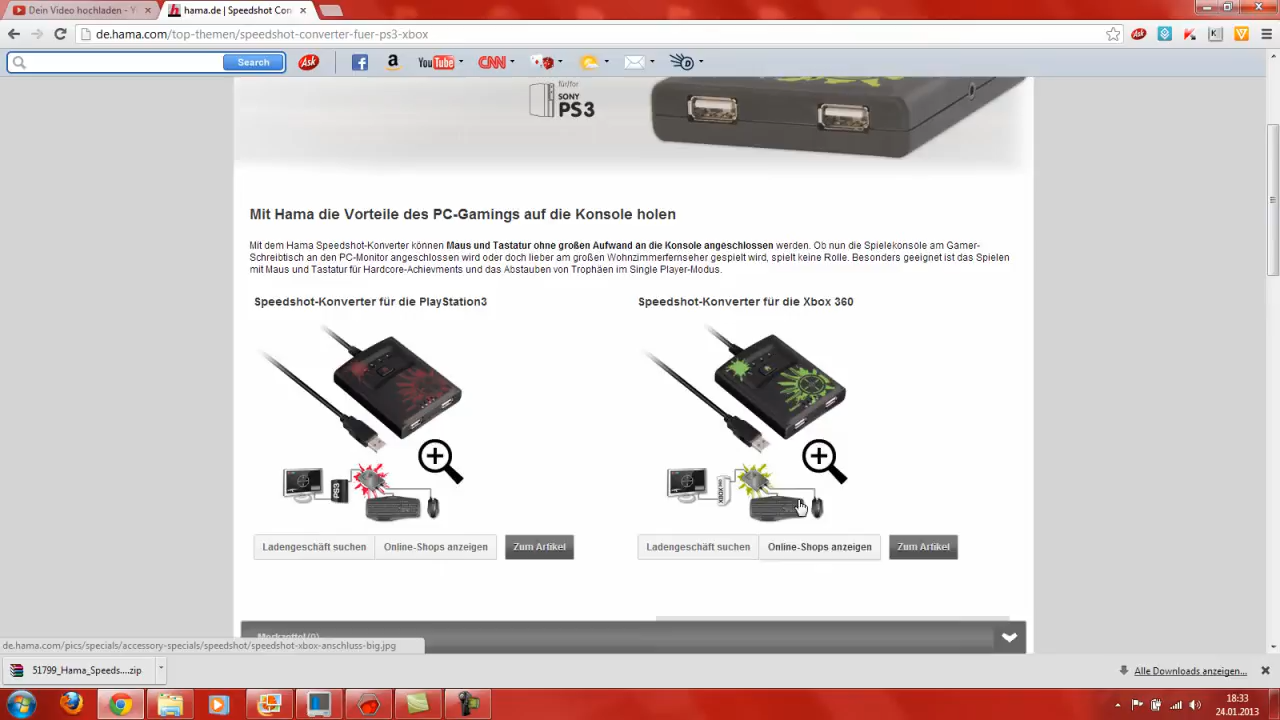 Dein Video hochladen - Y
hama.de | Speedshot Con
de.hama.com/top-themen/speedshot-converter-fuer-ps3-xbox
Search
Ask
f
a
YouTube
CNN
Ask
K
für/for
SONY
PS3
Mit Hama die Vorteile des PC-Gamings auf die Konsole holen
Mit dem Hama Speedshot-Konverter können Maus und Tastatur ohne großen Aufwand an die Konsole angeschlossen werden. Ob nun die Spielekonsole am Gamer-
Schreibtisch an den PC-Monitor angeschlossen wird oder doch lieber am großen Wohnzimmerfernseher gespielt wird, spielt keine Rolle. Besonders geeignet ist das Spielen
mit Maus und Tastatur für Hardcore-Achievments und das Abstauben von Trophäen im Single Player-Modus.
Speedshot-Konverter für die PlayStation3
Speedshot-Konverter für die Xbox 360
PS3
XBOX 360
Ladengeschäft suchen
Online-Shops anzeigen
Zum Artikel
Ladengeschäft suchen
Online-Shops anzeigen
Zum Artikel
Merkzettel (0)
de.hama.com/pics/specials/accessory-specials/speedshot/speedshot-xbox-anschluss-big.jpg
51799_Hama_Speeds....zip
Alle Downloads anzeigen...
18:33
24.01.2013